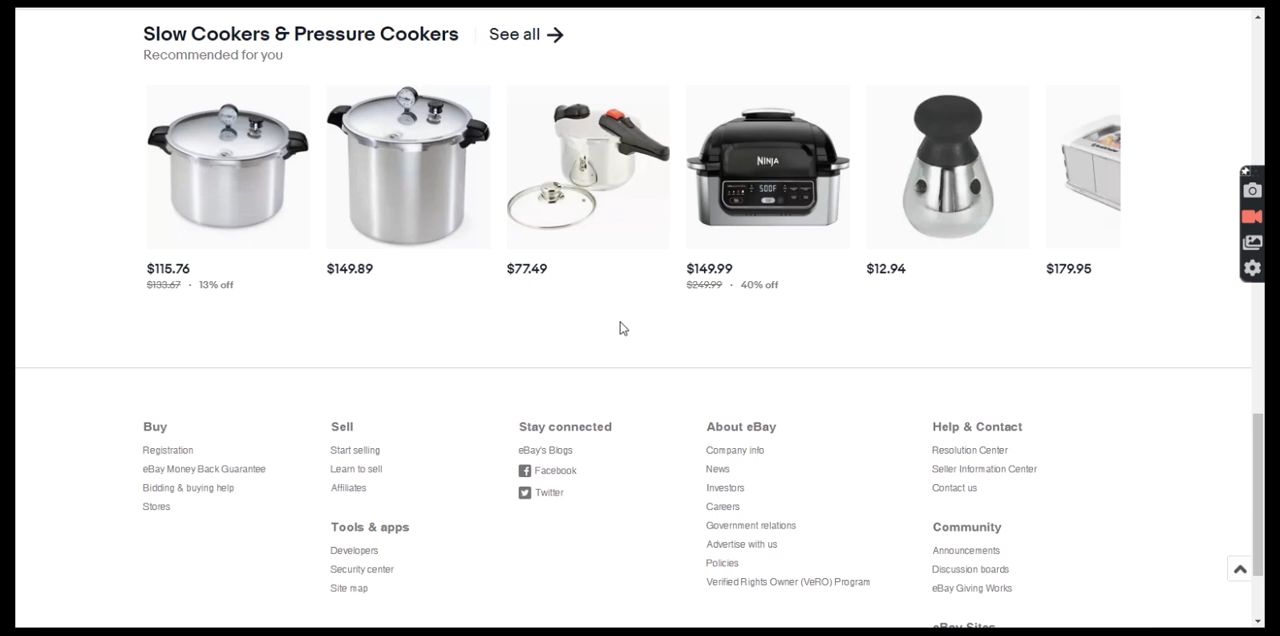 Slow Cookers & Pressure Cookers
See all
Recommended for you
NINJA
500F
$115.76
$149.89
$77.49
$149.99
$12.94
$179.95
$133.67 · 13% off
$249.99 · 40% off
Buy
Registration
eBay Money Back Guarantee
Bidding & buying help
Stores
Sell
Start selling
Learn to sell
Affiliates
Tools & apps
Developers
Security center
Site map
Stay connected
eBay's Blogs
Facebook
Twitter
About eBay
Company info
News
Investors
Careers
Government relations
Advertise with us
Policies
Verified Rights Owner (VeRO) Program
Help & Contact
Resolution Center
Seller Information Center
Contact us
Community
Announcements
Discussion boards
eBay Giving Works
eBay Sites